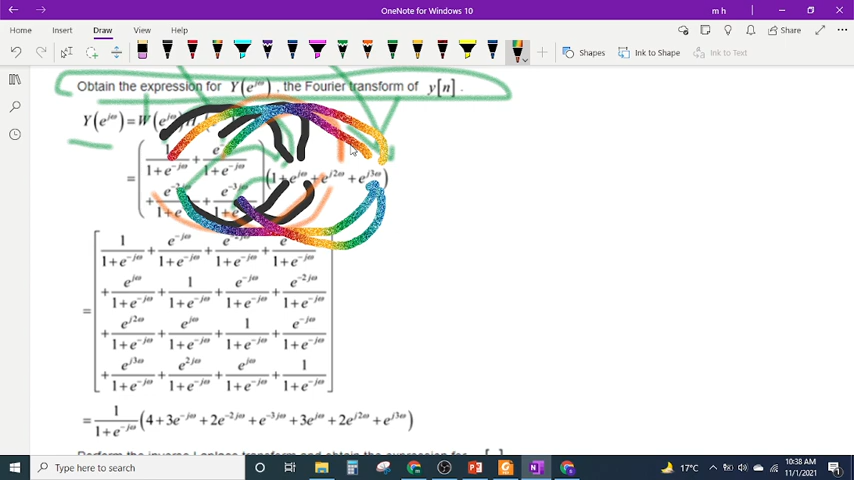 OneNote for Windows 10
m h
Home Insert Draw View Help
Share
Shapes Ink to Shape Ink to Text
Obtain the expression for Y(e^{jω}), the Fourier transform of y[n].
Y(e^{jω}) = W(e^{jω})
= ( 1/(1+e^{-jω}) + /(1+e^{-jω}) (1+e^{jω}+e^{j2ω}+e^{j3ω})
[ 1/(1+e^{-jω}) + e^{-jω}/(1+e^{-jω}) + /(1+e^{-jω}) + /(1+e^{-jω})
+ e^{jω}/(1+e^{-jω}) + 1/(1+e^{-jω}) + e^{-jω}/(1+e^{-jω}) + e^{-2jω}/(1+e^{-jω})
=
+ e^{j2ω}/(1+e^{-jω}) + e^{jω}/(1+e^{-jω}) + 1/(1+e^{-jω}) + e^{-jω}/(1+e^{-jω})
+ e^{j3ω}/(1+e^{-jω}) + e^{2jω}/(1+e^{-jω}) + e^{jω}/(1+e^{-jω}) + 1/(1+e^{-jω}) ]
= 1/(1+e^{-jω}) (4+3e^{-jω}+2e^{-2jω}+e^{-3jω}+3e^{jω}+2e^{j2ω}+e^{j3ω})
Type here to search
17°C
10:38 AM
11/1/2021